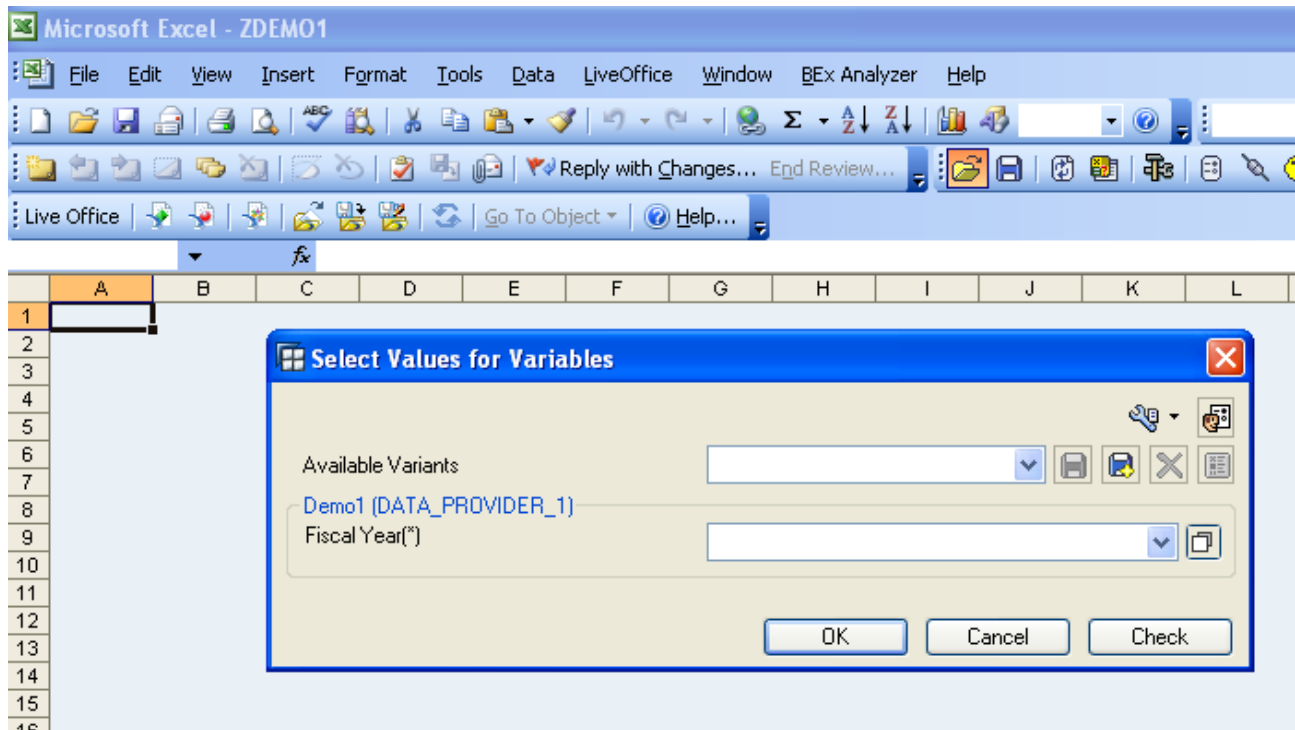 Microsoft Excel - ZDEMO1
File Edit View Insert Format Tools Data LiveOffice Window BEx Analyzer Help
ABC Σ A Z Z A
Reply with Changes... End Review...
Live Office Go To Object Help...
fx
A B C D E F G H I J K L
1
2
3
4
5
6
7
8
9
10
11
12
13
14
15
16
Select Values for Variables
Available Variants
Demo1 (DATA_PROVIDER_1)
Fiscal Year(*)
OK Cancel Check